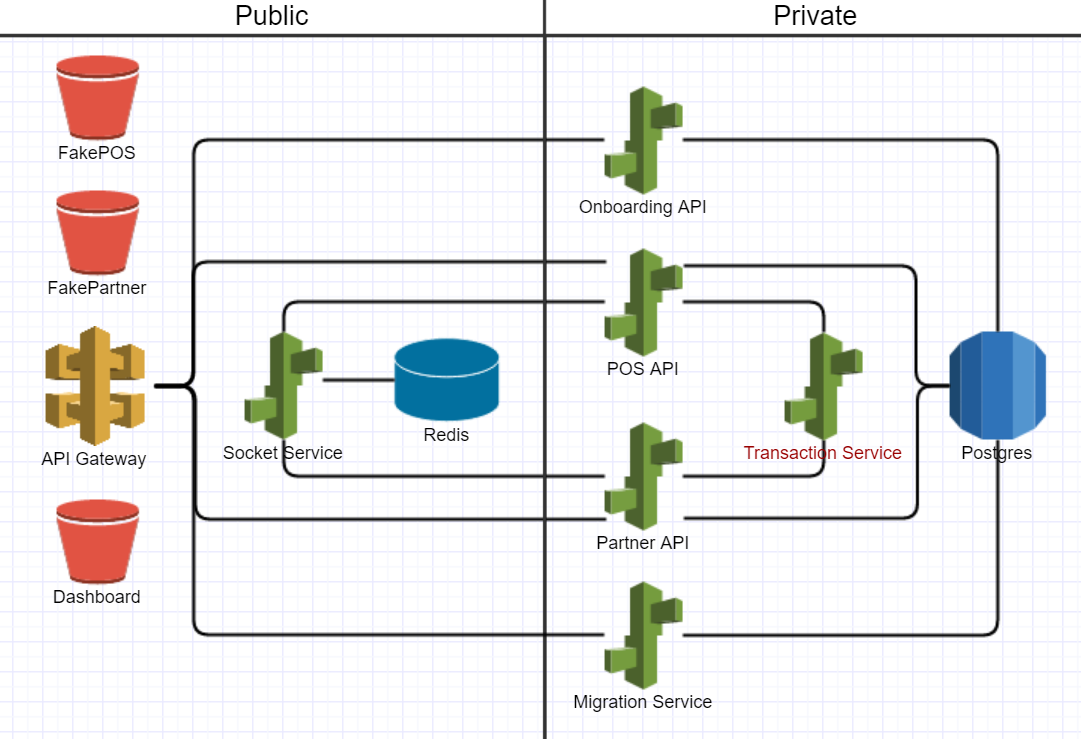 Public
Private
FakePOS
Onboarding API
FakePartner
POS API
API Gateway
Socket Service
Redis
Transaction Service
Postgres
Partner API
Dashboard
Migration Service